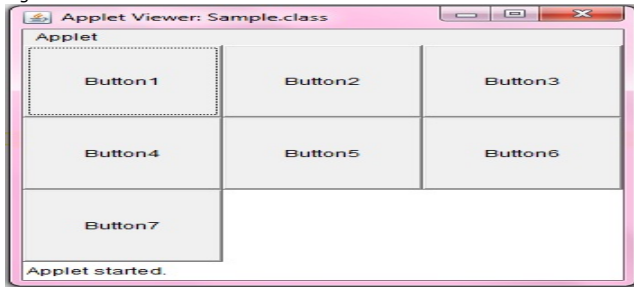 Applet Viewer: Sample.class
Applet
Button1 Button2 Button3
Button4 Button5 Button6
Button7
Applet started.